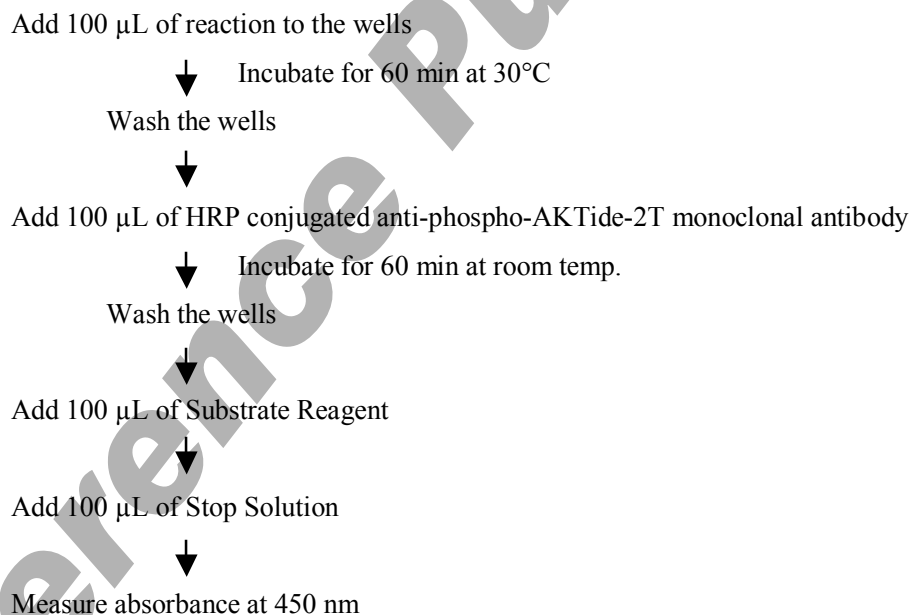 Add 100 µL of reaction to the wells
Incubate for 60 min at 30°C
Wash the wells
Add 100 µL of HRP conjugated anti-phospho-AKTide-2T monoclonal antibody
Incubate for 60 min at room temp.
Wash the wells
Add 100 µL of Substrate Reagent
Add 100 µL of Stop Solution
Measure absorbance at 450 nm